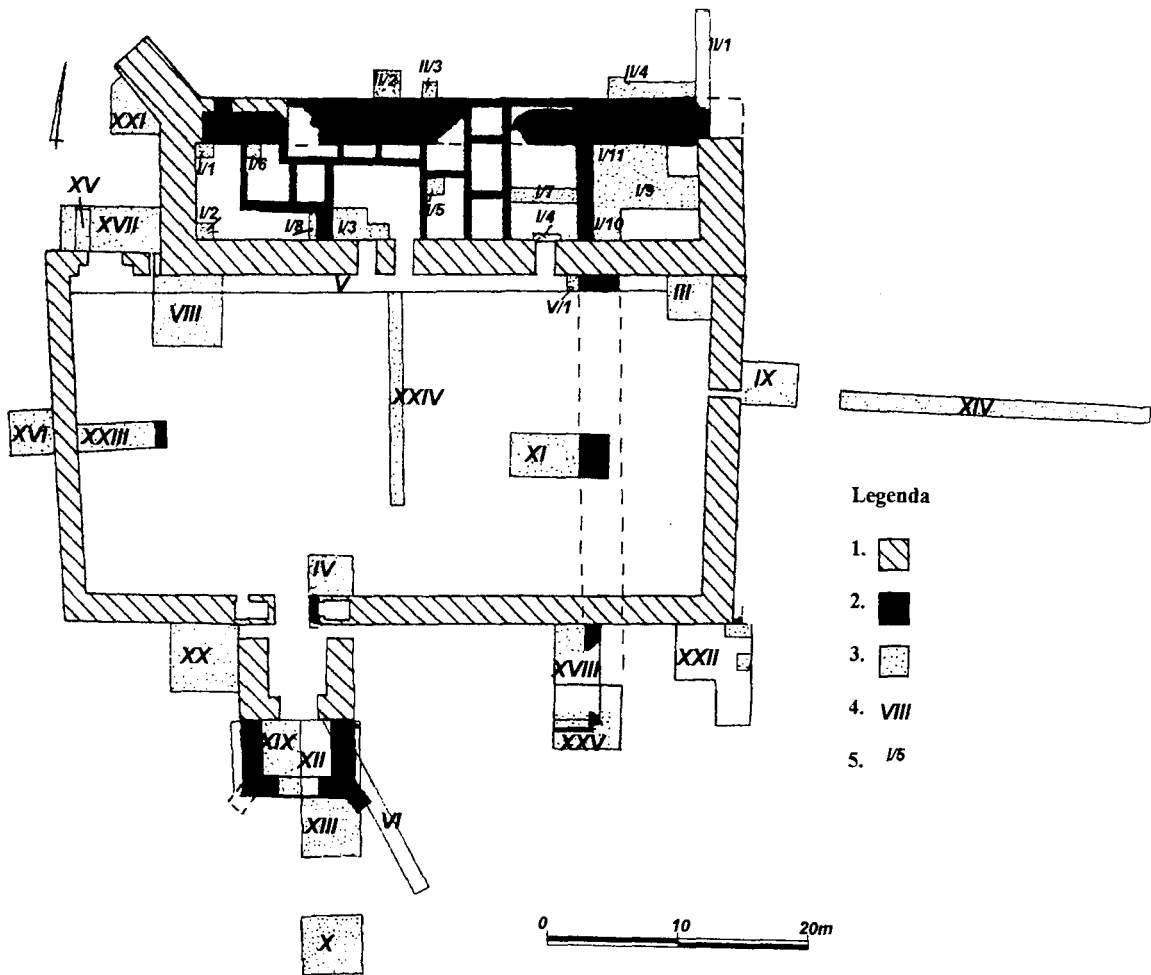 II/1
II/2
II/3
II/4
XXI
I/1
I/6
I/11
I/9
XV
XVII
I/2
I/8
I/3
I/5
I/7
I/4
I/10
V
V/1
III
VIII
XXIV
IX
XIV
XVI
XXIII
XI
Legenda
1.
2.
3.
4. VIII
5. I/5
IV
XX
XVIII
XXII
XXV
XIX
XII
XIII
VI
X
0 10 20m